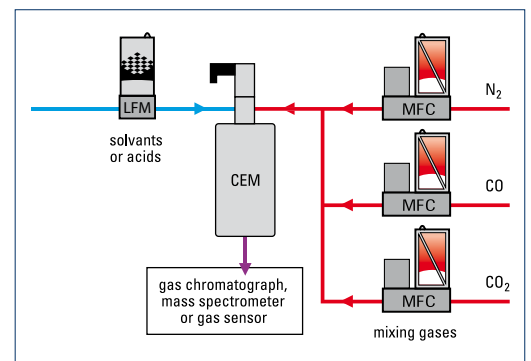 N2
LFM
MFC
solvants
or acids
CEM
CO
MFC
gas chromatograph,
mass spectrometer
or gas sensor
CO2
MFC
mixing gases